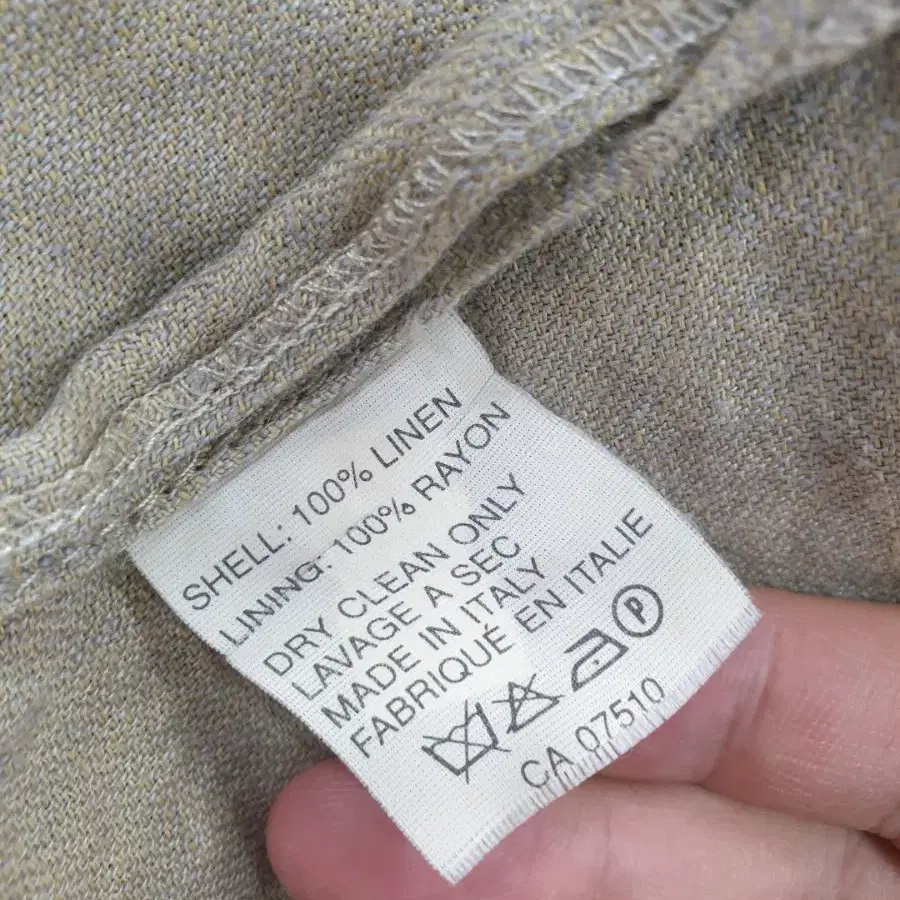 SHELL: 100% LINEN
LINING: 100% RAYON
DRY CLEAN ONLY
LAVAGE A SEC
MADE IN ITALY
FABRIQUÉ EN ITALIE
P
CA 07510